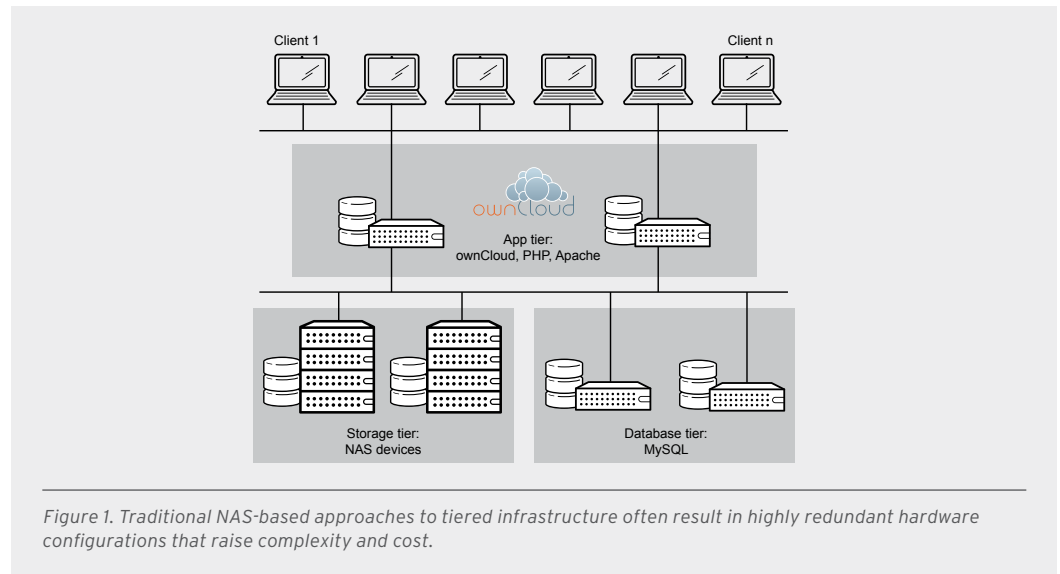 Client 1
Client n
ownCloud
App tier:
ownCloud, PHP, Apache
Storage tier:
NAS devices
Database tier:
MySQL
Figure 1. Traditional NAS-based approaches to tiered infrastructure often result in highly redundant hardware
configurations that raise complexity and cost.